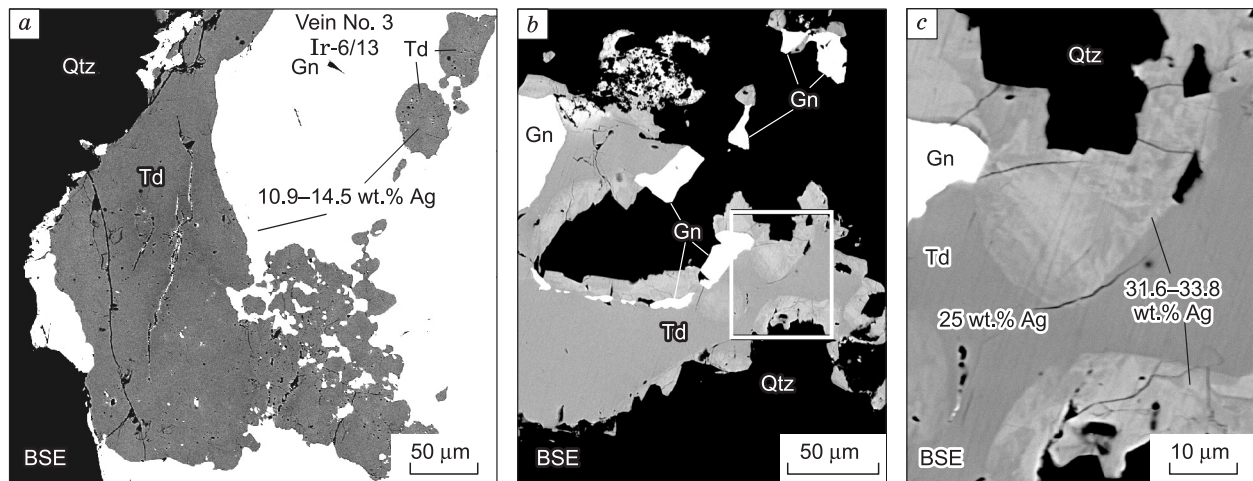 a
Vein No. 3
Ir-6/13
Gn
Td
Qtz
Td
10.9–14.5 wt.% Ag
BSE
50 µm
b
Gn
Gn
Gn
Td
Qtz
BSE
50 µm
c
Qtz
Gn
Td
25 wt.% Ag
31.6–33.8
wt.% Ag
BSE
10 µm